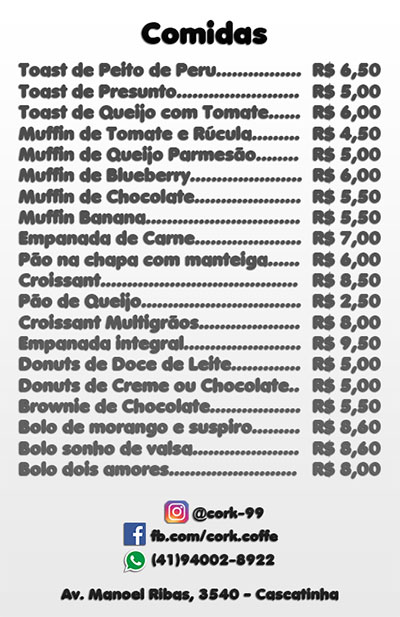 Comidas
Toast de Peito de Peru................ R$ 6,50
Toast de Presunto....................... R$ 5,00
Toast de Queijo com Tomate...... R$ 6,00
Muffin de Tomate e Rúcula......... R$ 4,50
Muffin de Queijo Parmesão........ R$ 5,00
Muffin de Blueberry..................... R$ 6,00
Muffin de Chocolate.................... R$ 5,50
Muffin Banana............................. R$ 5,50
Empanada de Carne.................... R$ 7,00
Pão na chapa com manteiga...... R$ 6,00
Croissant..................................... R$ 8,50
Pão de Queijo.............................. R$ 2,50
Croissant Multigrãos................... R$ 8,00
Empanada integral...................... R$ 9,50
Donuts de Doce de Leite............. R$ 5,00
Donuts de Creme ou Chocolate.. R$ 5,00
Brownie de Chocolate................. R$ 5,50
Bolo de morango e suspiro......... R$ 8,60
Bolo sonho de valsa.................... R$ 8,60
Bolo dois amores........................ R$ 8,00
@cork-99
fb.com/cork.coffe
(41)94002-8922
Av. Manoel Ribas, 3540 - Cascatinha